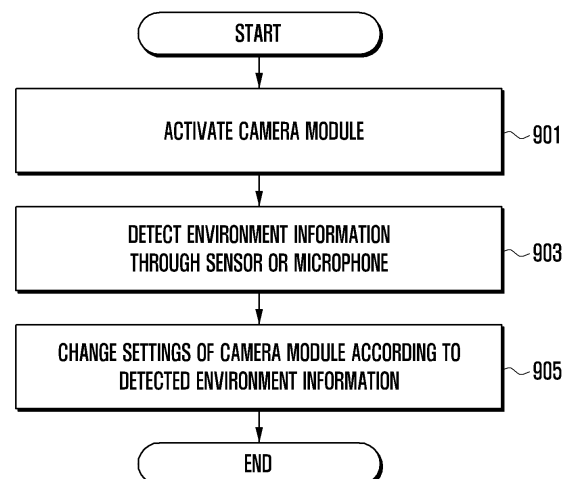 START
ACTIVATE CAMERA MODULE
901
DETECT ENVIRONMENT INFORMATION
THROUGH SENSOR OR MICROPHONE
903
CHANGE SETTINGS OF CAMERA MODULE ACCORDING TO
DETECTED ENVIRONMENT INFORMATION
905
END